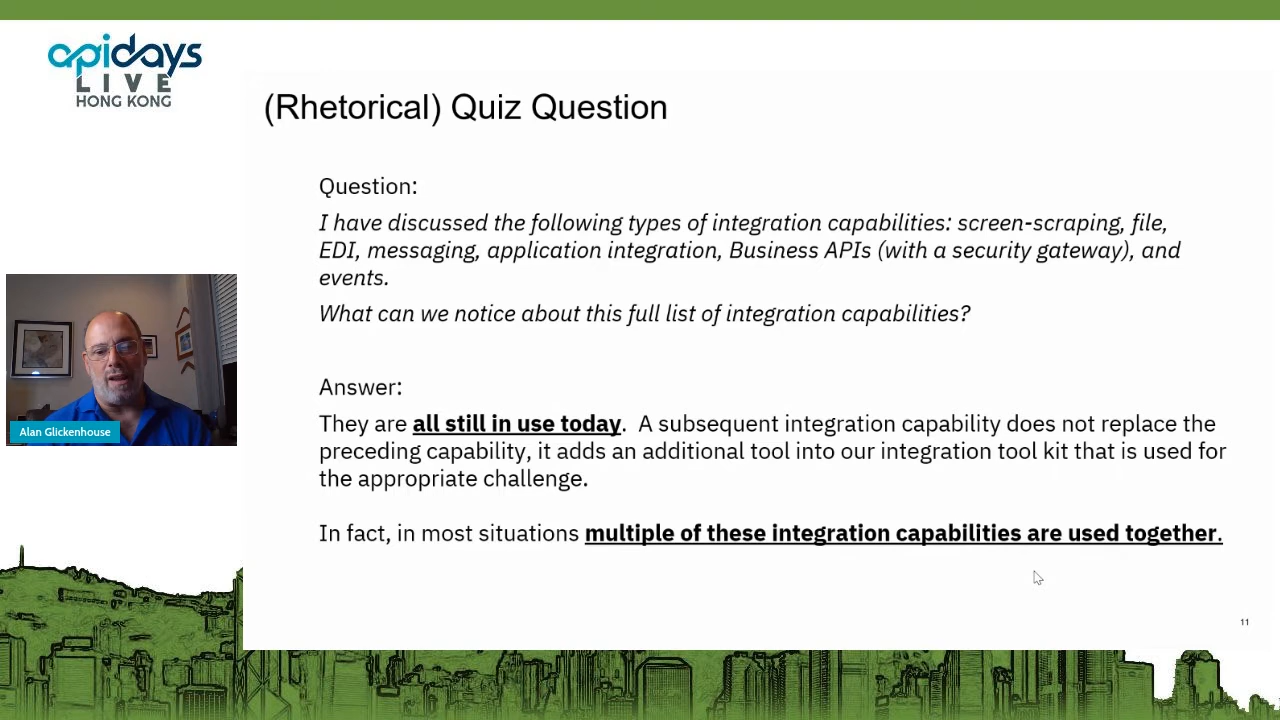 apidays
LIVE
HONG KONG
(Rhetorical) Quiz Question
Question:
I have discussed the following types of integration capabilities: screen-scraping, file,
EDI, messaging, application integration, Business APIs (with a security gateway), and
events.
What can we notice about this full list of integration capabilities?
Answer:
They are all still in use today. A subsequent integration capability does not replace the
preceding capability, it adds an additional tool into our integration tool kit that is used for
the appropriate challenge.
In fact, in most situations multiple of these integration capabilities are used together.
Alan Glickenhouse
11